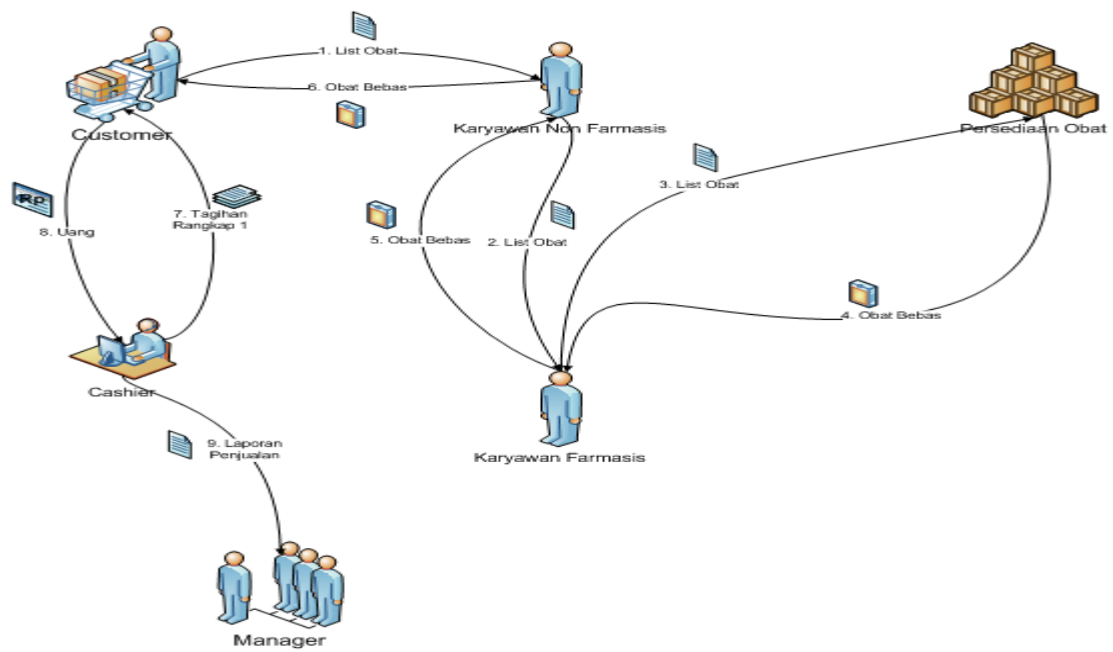 1. List Obat
6. Obat Bebas
Customer
Karyawan Non Farmasis
Persediaan Obat
3. List Obat
Rp
7. Tagihan
Rangkap 1
8. Uang
5. Obat Bebas
2. List Obat
4. Obat Bebas
Cashier
9. Laporan
Penjualan
Karyawan Farmasis
Manager